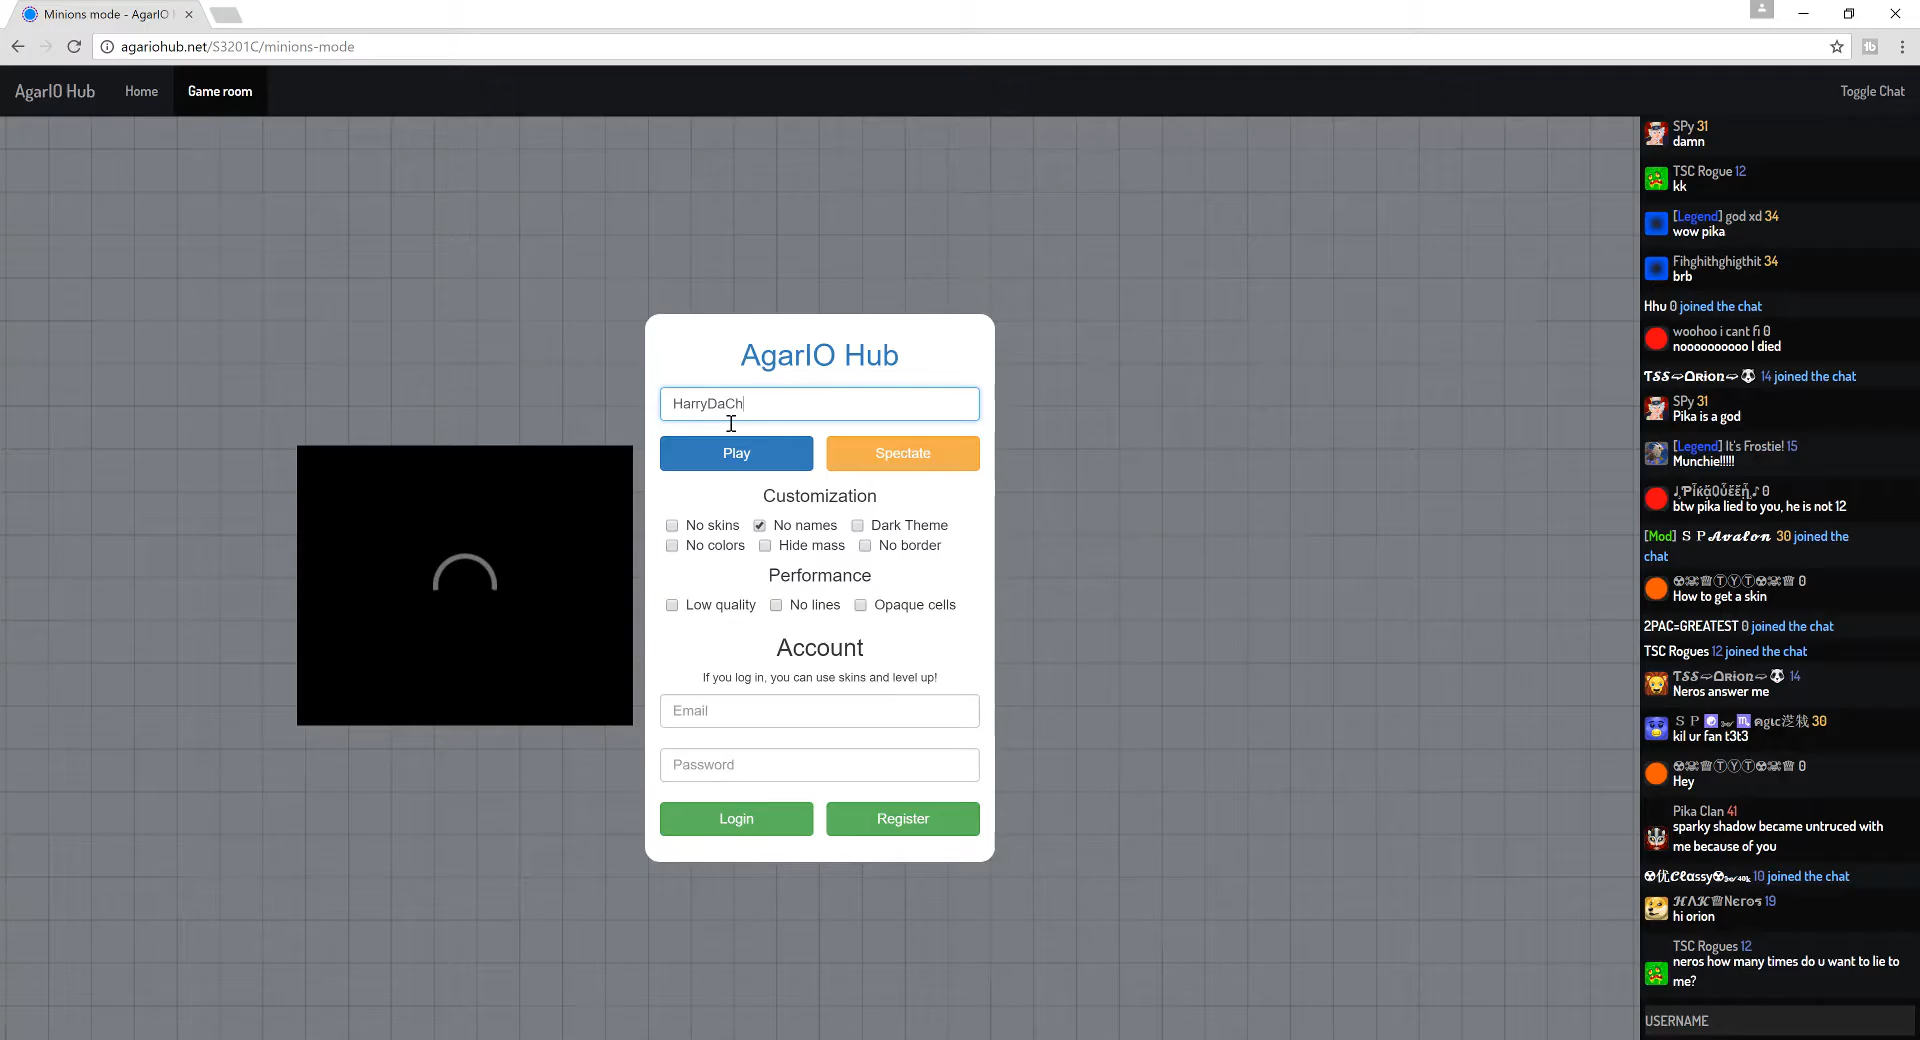 Minions mode - AgarIO
agariohub.net/S3201C/minions-mode
AgarIO Hub
Home
Game room
Toggle Chat
AgarIO Hub
HarryDaCh
Play
Spectate
Customization
No skins
No names
Dark Theme
No colors
Hide mass
No border
Performance
Low quality
No lines
Opaque cells
Account
If you log in, you can use skins and level up!
Email
Password
Login
Register
SPy 31
damn
TSC Rogue 12
kk
[Legend] god xd 34
wow pika
Fihghithghigthit 34
brb
Hhu 0 joined the chat
woohoo i cant fi 0
noooooooooo I died
14 joined the chat
SPy 31
Pika is a god
[Legend] It's Frostie! 15
Munchie!!!!!
0
btw pika lied to you, he is not 12
[Mod] S P 𝓐𝓿𝓪𝓵𝓸𝓷 30 joined the
chat
ⓉⓎⓉ 0
How to get a skin
2PAC=GREATEST 0 joined the chat
TSC Rogues 12 joined the chat
14
Neros answer me
S P 30
kil ur fan t3t3
ⓉⓎⓉ 0
Hey
Pika Clan 41
sparky shadow became untruced with
me because of you
10 joined the chat
19
hi orion
TSC Rogues 12
neros how many times do u want to lie to
me?
USERNAME